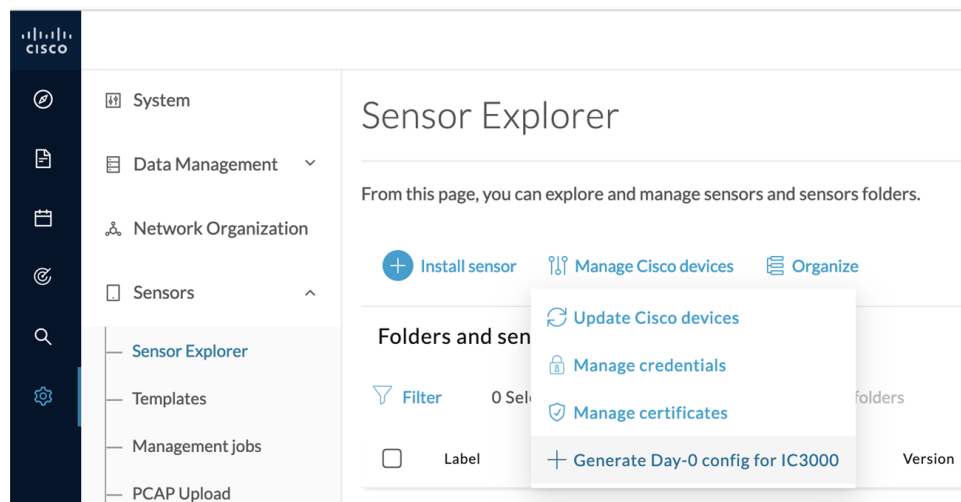 CISCO
System
Data Management
Network Organization
Sensors
Sensor Explorer
Templates
Management jobs
PCAP Upload
Sensor Explorer
From this page, you can explore and manage sensors and sensors folders.
Install sensor Manage Cisco devices Organize
Update Cisco devices
Manage credentials
Manage certificates
Generate Day-0 config for IC3000
Folders and sen
Filter 0 Sele folders
Label Version